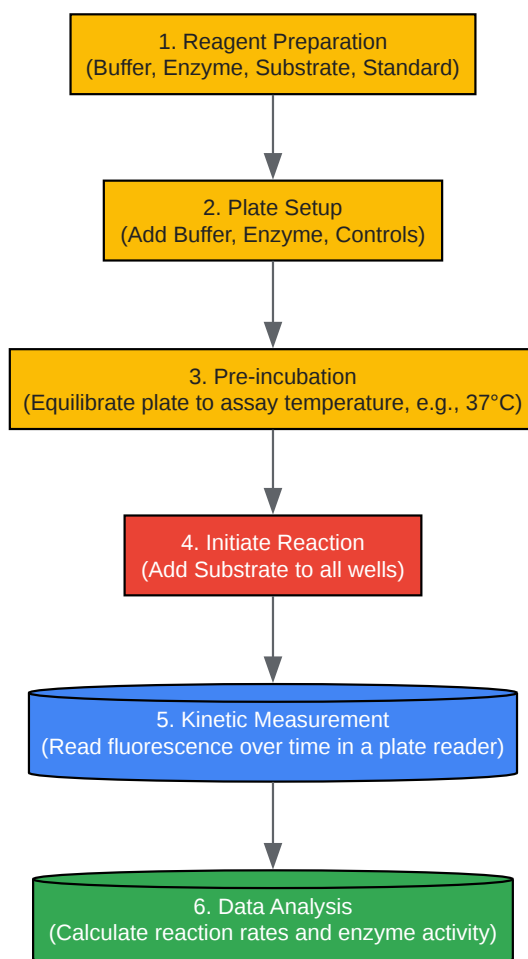 1. Reagent Preparation
(Buffer, Enzyme, Substrate, Standard)
2. Plate Setup
(Add Buffer, Enzyme, Controls)
3. Pre-incubation
(Equilibrate plate to assay temperature, e.g., 37°C)
4. Initiate Reaction
(Add Substrate to all wells)
5. Kinetic Measurement
(Read fluorescence over time in a plate reader)
6. Data Analysis
(Calculate reaction rates and enzyme activity)